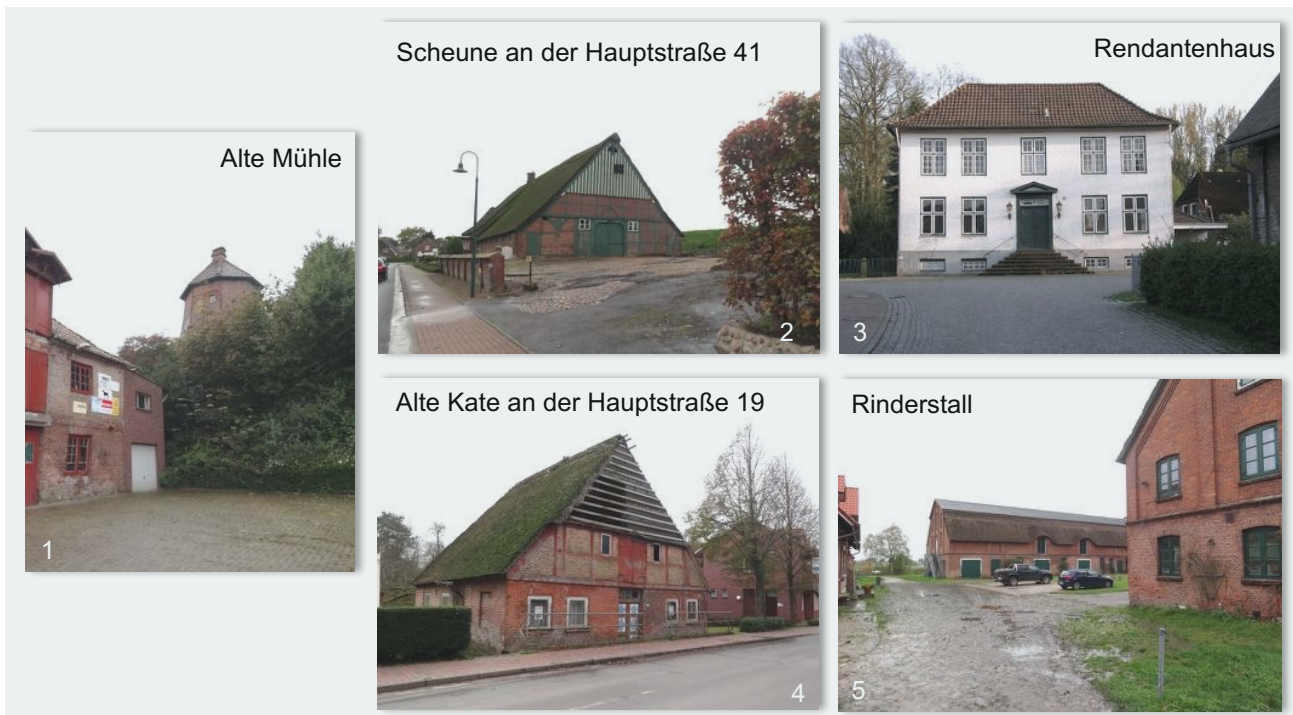 Alte Mühle
1
Scheune an der Hauptstraße 41
2
Rendantenhaus
3
Alte Kate an der Hauptstraße 19
4
Rinderstall
5